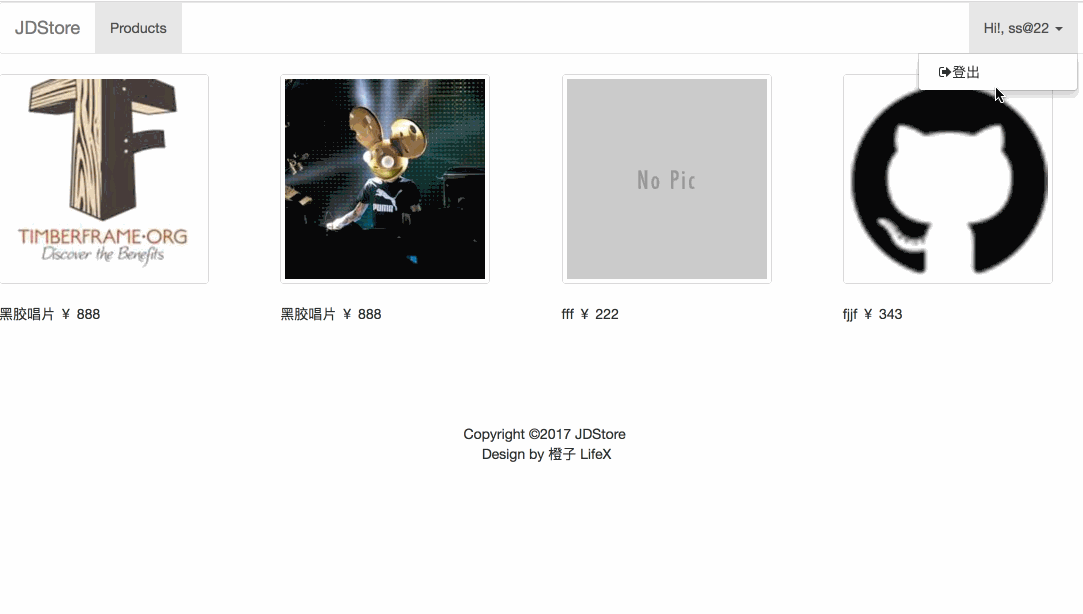 JDStore Products Hi!, ss@22
登出
TIMBERFRAME·ORG
Discover the Benefits
PUMA
No Pic
黑胶唱片 ¥ 888
黑胶唱片 ¥ 888
fff ¥ 222
fjjf ¥ 343
Copyright ©2017 JDStore
Design by 橙子 LifeX